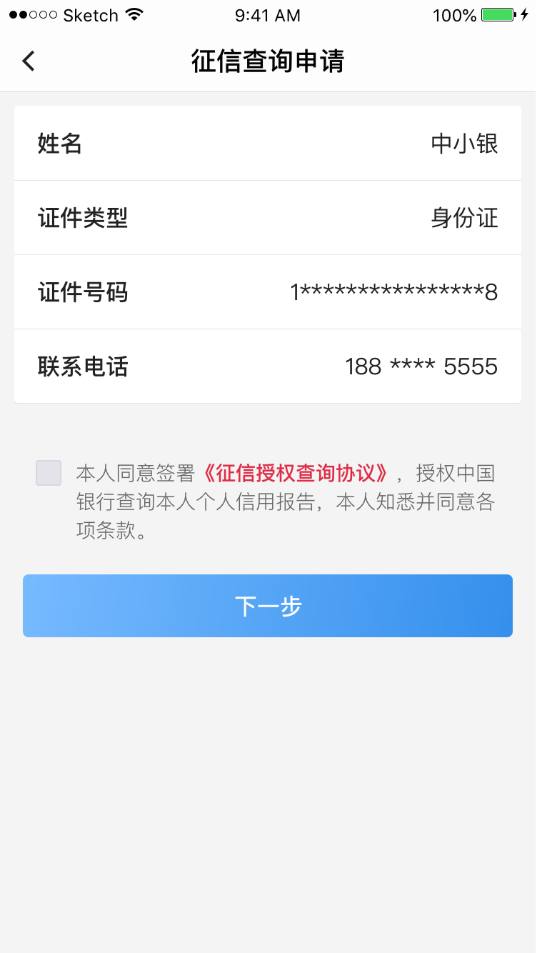 Sketch 9:41 AM 100%
征信查询申请
姓名 中小银
证件类型 身份证
证件号码 1****************8
联系电话 188 **** 5555
本人同意签署《征信授权查询协议》，授权中国
银行查询本人个人信用报告，本人知悉并同意各
项条款。
下一步